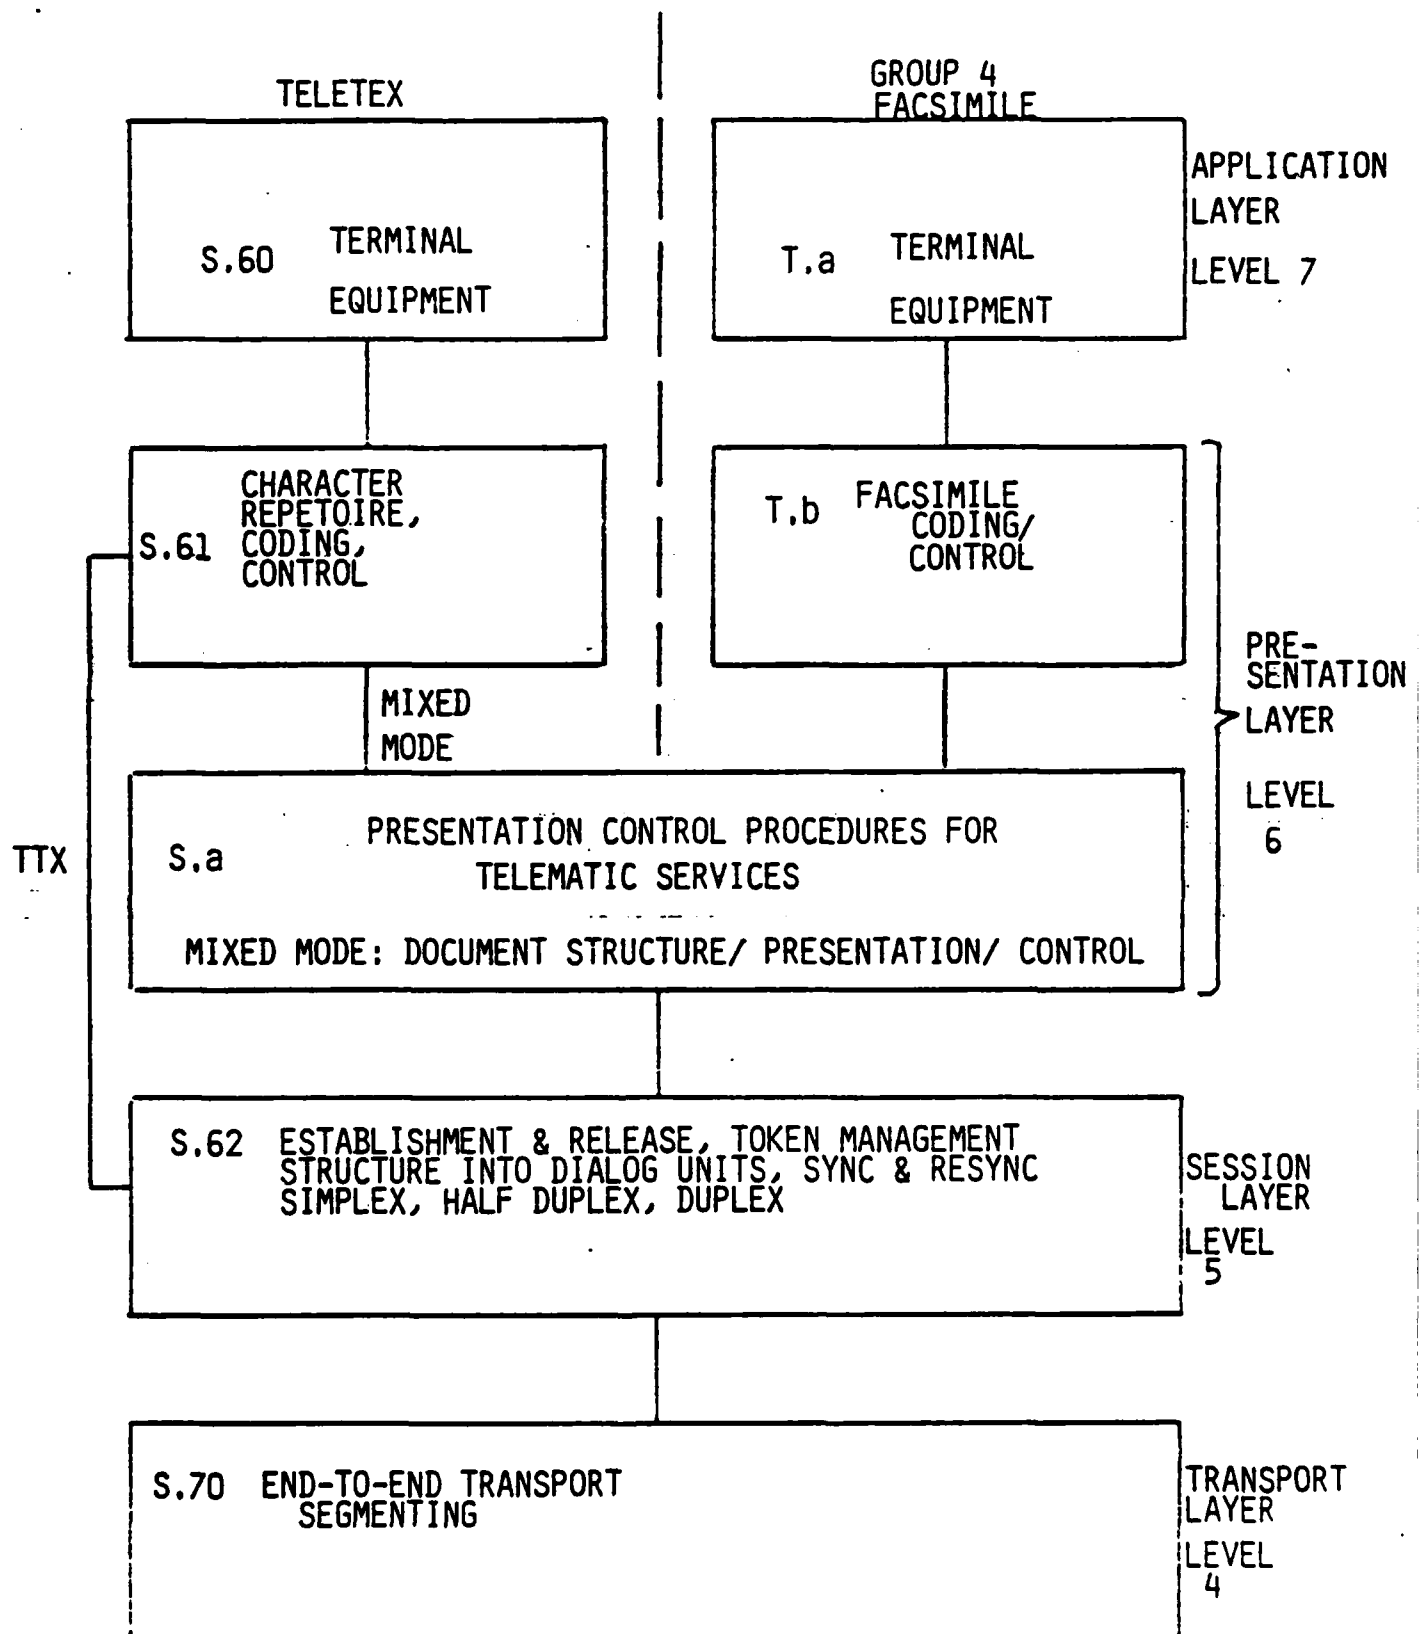 TELETEX
GROUP 4
FACSIMILE
S.60 TERMINAL
EQUIPMENT
T.a TERMINAL
EQUIPMENT
APPLICATION
LAYER
LEVEL 7
CHARACTER
REPETOIRE,
S.61 CODING,
CONTROL
T.b FACSIMILE
CODING/
CONTROL
PRE-
SENTATION
LAYER
LEVEL
6
MIXED
MODE
TTX
S.a PRESENTATION CONTROL PROCEDURES FOR
TELEMATIC SERVICES
MIXED MODE: DOCUMENT STRUCTURE/ PRESENTATION/ CONTROL
S.62 ESTABLISHMENT & RELEASE, TOKEN MANAGEMENT
STRUCTURE INTO DIALOG UNITS, SYNC & RESYNC
SIMPLEX, HALF DUPLEX, DUPLEX
SESSION
LAYER
LEVEL
5
S.70 END-TO-END TRANSPORT
SEGMENTING
TRANSPORT
LAYER
LEVEL
4